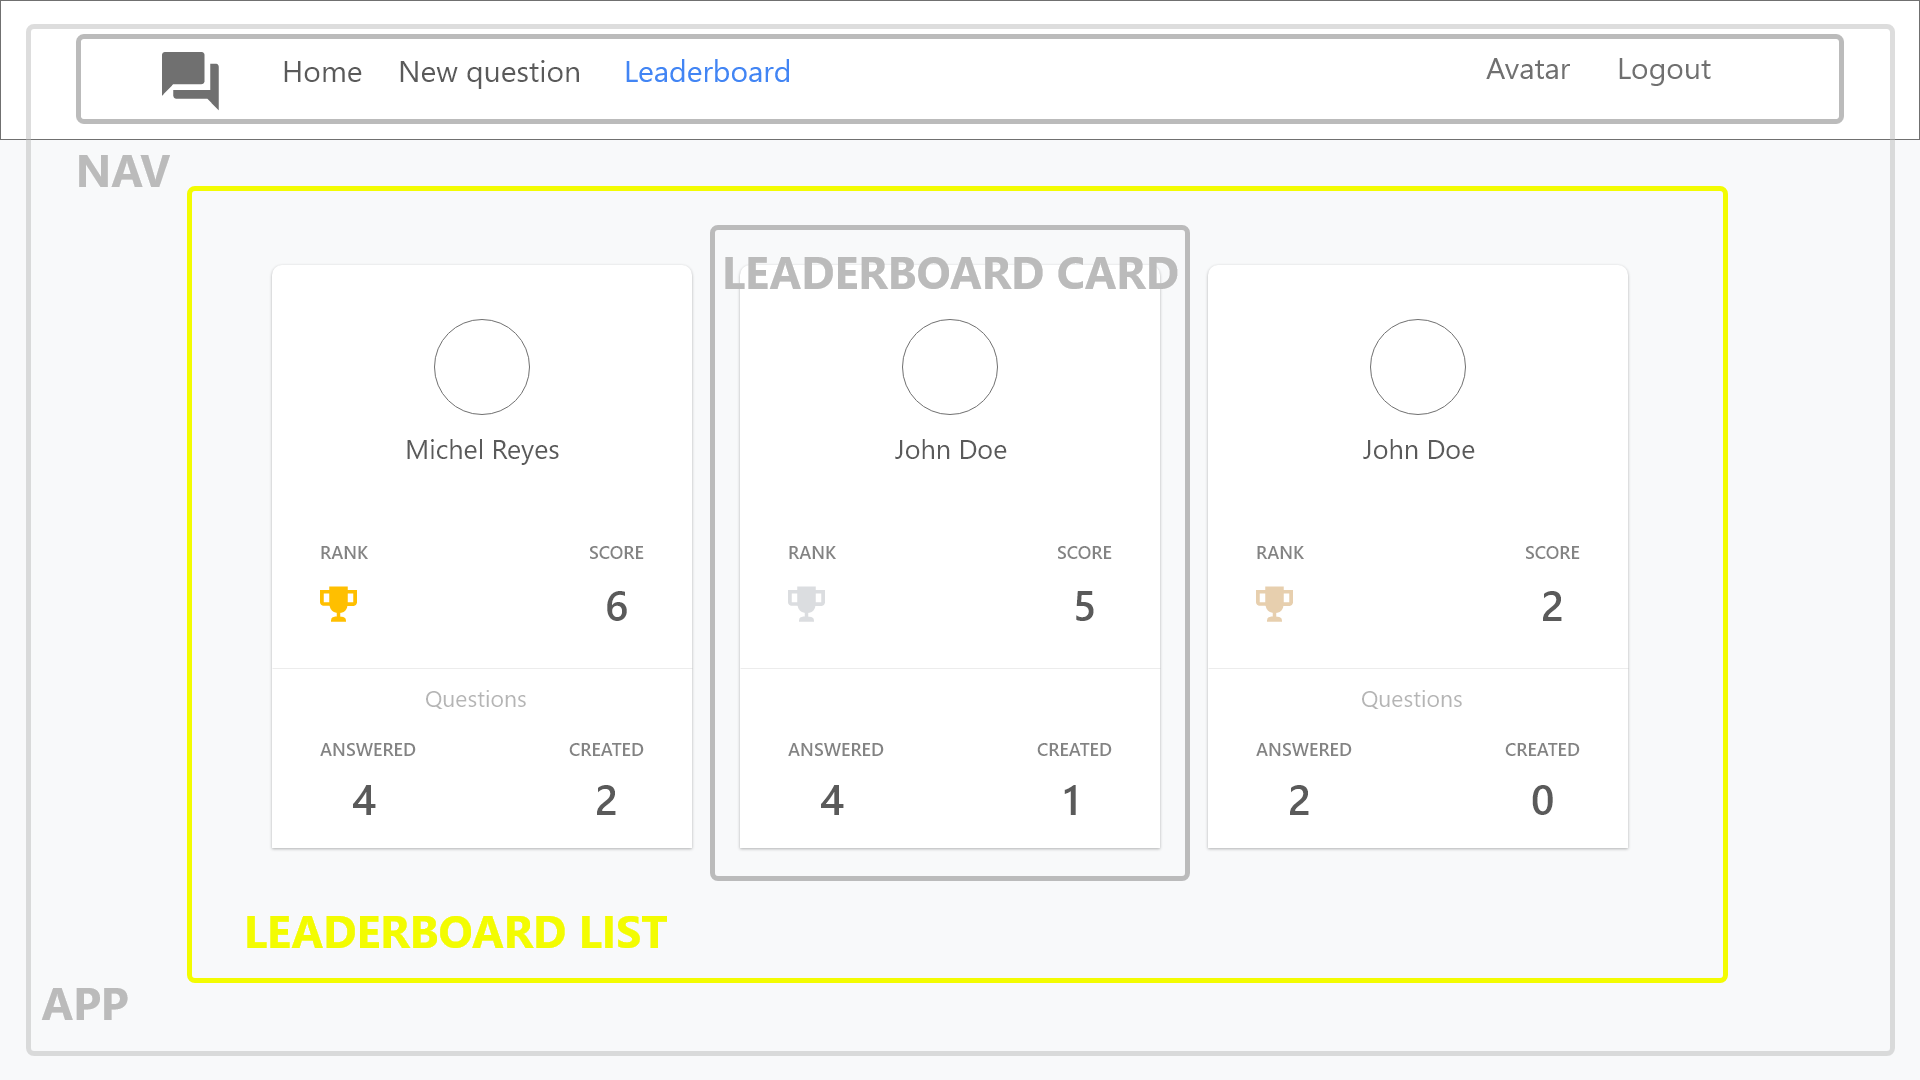 Home New question Leaderboard Avatar Logout
NAV
LEADERBOARD CARD
Michel Reyes John Doe John Doe
RANK SCORE RANK SCORE RANK SCORE
6 5 2
Questions Questions
ANSWERED CREATED ANSWERED CREATED ANSWERED CREATED
4 2 4 1 2 0
LEADERBOARD LIST
APP